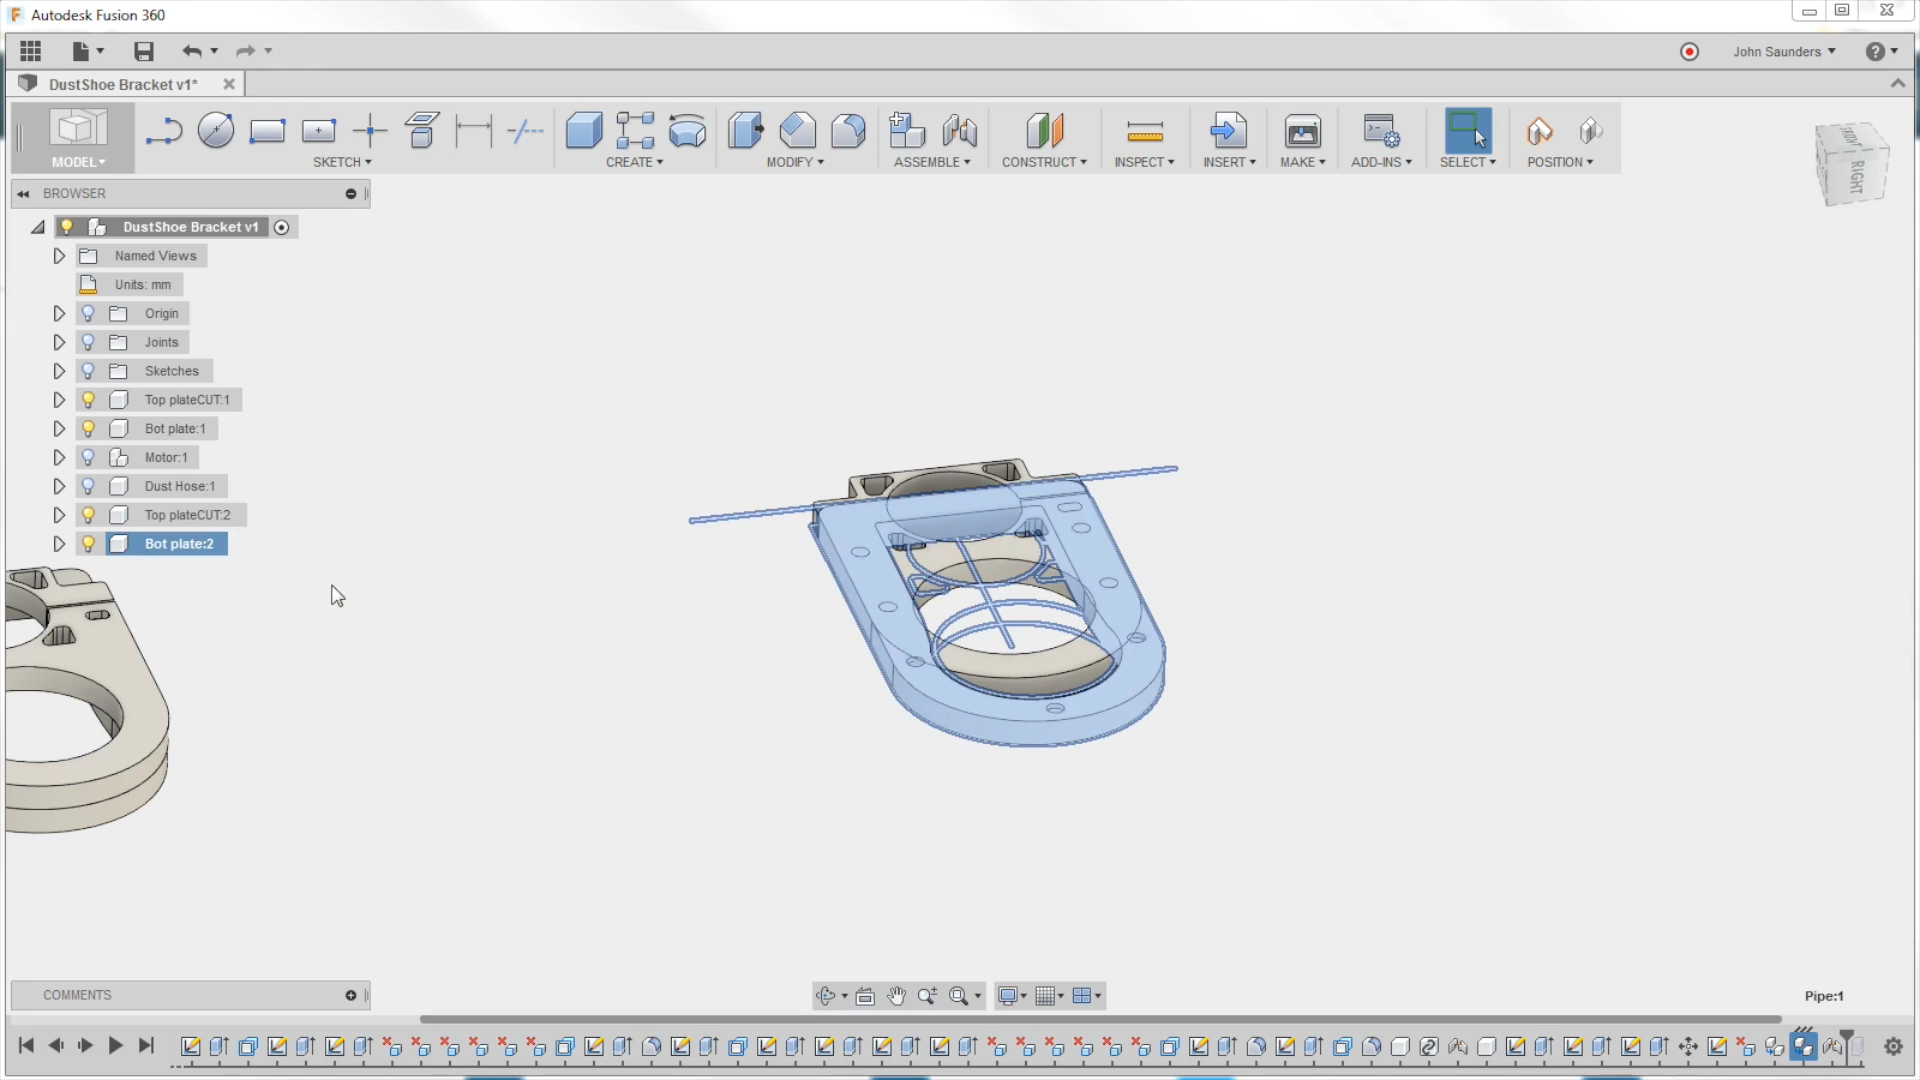 Autodesk Fusion 360
John Saunders
DustShoe Bracket v1*
MODEL
SKETCH
CREATE
MODIFY
ASSEMBLE
CONSTRUCT
INSPECT
INSERT
MAKE
ADD-INS
SELECT
POSITION
FRONT
RIGHT
BROWSER
DustShoe Bracket v1
Named Views
Units: mm
Origin
Joints
Sketches
Top plateCUT:1
Bot plate:1
Motor:1
Dust Hose:1
Top plateCUT:2
Bot plate:2
COMMENTS
Pipe:1